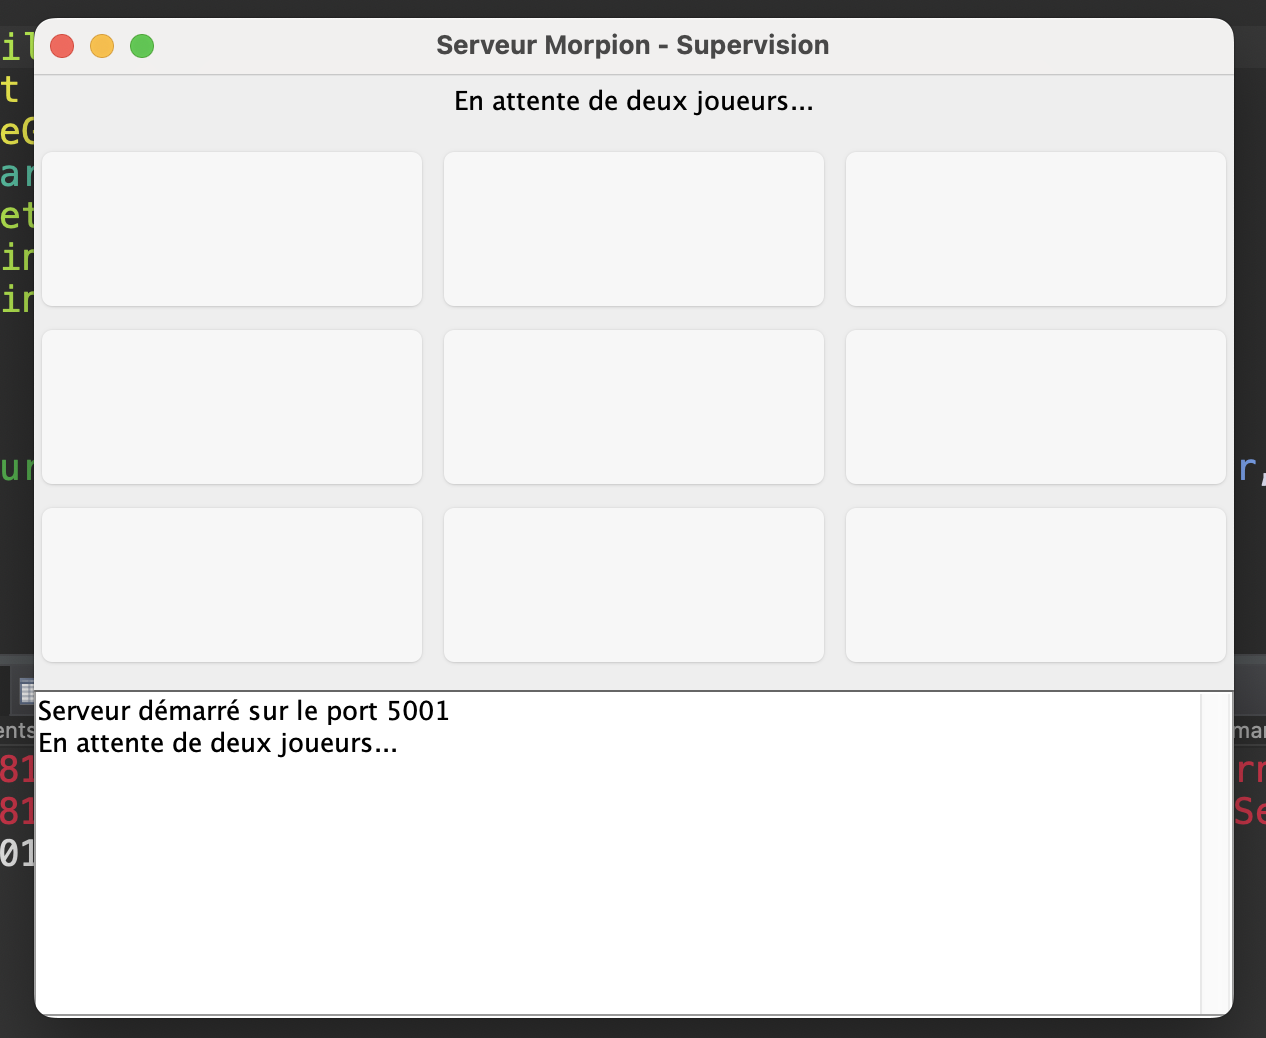 Serveur Morpion - Supervision
En attente de deux joueurs...
Serveur démarré sur le port 5001
En attente de deux joueurs...